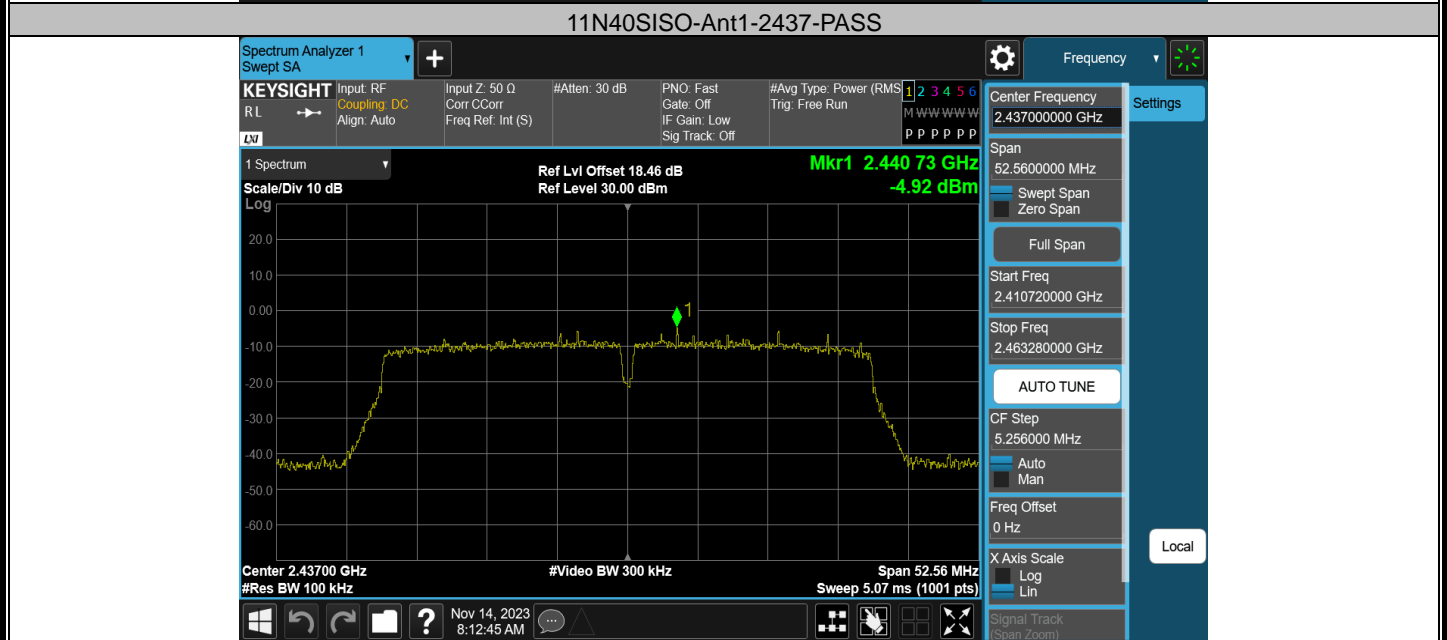 11N40SISO-Ant1-2437-PASS
Spectrum Analyzer 1
Swept SA
+
Frequency
KEYSIGHT
RL
LXI
Input: RF
Coupling: DC
Align: Auto
Input Z: 50 Ω
Corr CCorr
Freq Ref: Int (S)
#Atten: 30 dB
PNO: Fast
Gate: Off
IF Gain: Low
Sig Track: Off
#Avg Type: Power (RMS
Trig: Free Run
1 2 3 4 5 6
M W W W W W
P P P P P P
Center Frequency
2.437000000 GHz
Settings
1 Spectrum
Scale/Div 10 dB
Log
Ref Lvl Offset 18.46 dB
Ref Level 30.00 dBm
Mkr1 2.440 73 GHz
-4.92 dBm
Span
52.5600000 MHz
Swept Span
Zero Span
Full Span
Start Freq
2.410720000 GHz
Stop Freq
2.463280000 GHz
AUTO TUNE
CF Step
5.256000 MHz
Auto
Man
Freq Offset
0 Hz
X Axis Scale
Log
Lin
Signal Track
(Span Zoom)
Local
20.0
10.0
0.00
-10.0
-20.0
-30.0
-40.0
-50.0
-60.0
1
Center 2.43700 GHz
#Res BW 100 kHz
#Video BW 300 kHz
Span 52.56 MHz
Sweep 5.07 ms (1001 pts)
?
Nov 14, 2023
8:12:45 AM